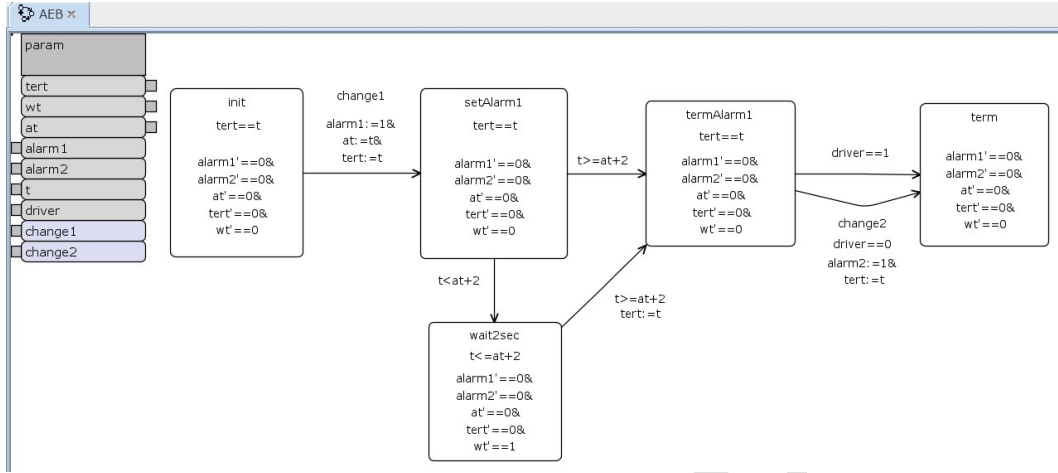 AEB
param
tert
wt
at
alarm1
alarm2
t
driver
change1
change2
init
tert==t
alarm1'==0&
alarm2'==0&
at'==0&
tert'==0&
wt'==0
change1
alarm1:=1&
at:=t&
tert:=t
setAlarm1
tert==t
alarm1'==0&
alarm2'==0&
at'==0&
tert'==0&
wt'==0
t>=at+2
t<at+2
wait2sec
t<=at+2
alarm1'==0&
alarm2'==0&
at'==0&
tert'==0&
wt'==1
t>=at+2
tert:=t
termAlarm1
tert==t
alarm1'==0&
alarm2'==0&
at'==0&
tert'==0&
wt'==0
driver==1
change2
driver==0
alarm2:=1&
tert:=t
term
alarm1'==0&
alarm2'==0&
at'==0&
tert'==0&
wt'==0